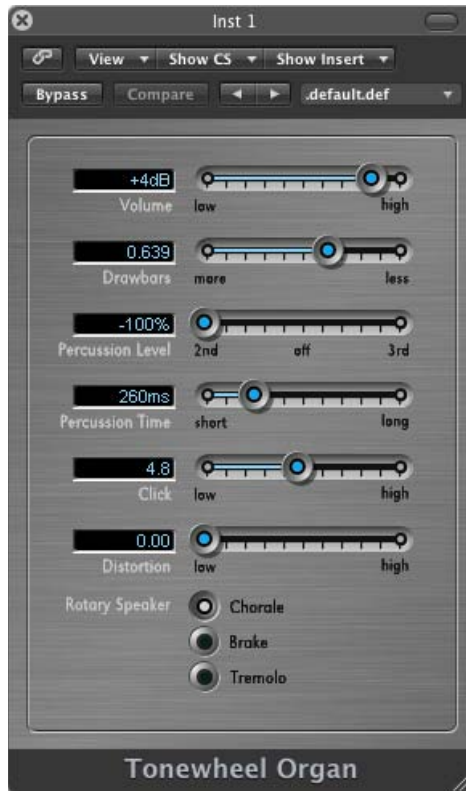 Inst 1
View Show CS Show Insert
Bypass Compare .default.def
+4dB
Volume low high
0.639
Drawbars more less
-100%
Percussion Level 2nd off 3rd
260ms
Percussion Time short long
4.8
Click low high
0.00
Distortion low high
Rotary Speaker Chorale
Brake
Tremolo
Tonewheel Organ